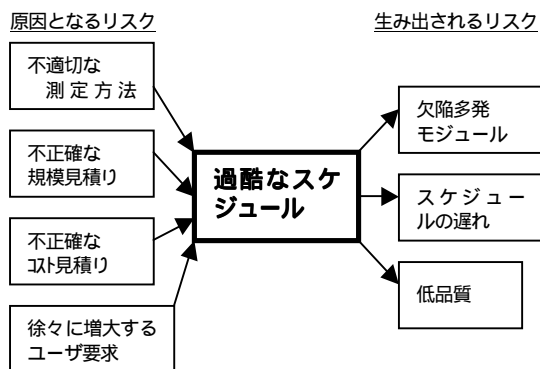 原因となるリスク
不適切な
測定方法
不正確な
規模見積り
不正確な
コスト見積り
徐々に増大する
ユーザ要求
過酷なスケ
ジュール
生み出されるリスク
欠陥多発
モジュール
スケジュー
ルの遅れ
低品質